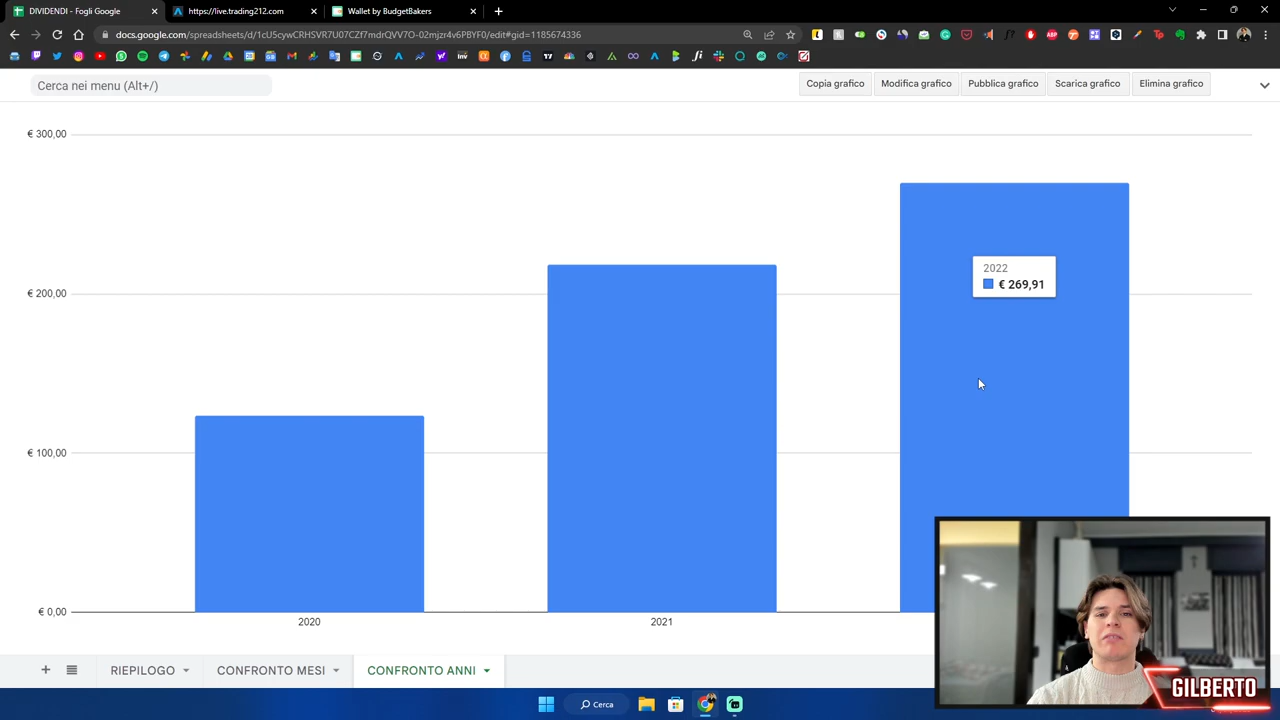 DIVIDENDI - Fogli Google
https://live.trading212.com
Wallet by BudgetBakers
docs.google.com/spreadsheets/d/1cU5cywCRHSVR7U07CZf7mdrQVV7O-02mjzr4v6PBYF0/edit#gid=1185674336
Cerca nei menu (Alt+/)
Copia grafico
Modifica grafico
Pubblica grafico
Scarica grafico
Elimina grafico
€ 300,00
€ 200,00
€ 100,00
€ 0,00
2022
€ 269,91
2020
2021
RIEPILOGO
CONFRONTO MESI
CONFRONTO ANNI
Cerca
GILBERTO